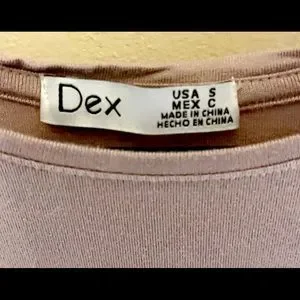 Dex
USA S
MEX C
MADE IN CHINA
HECHO EN CHINA